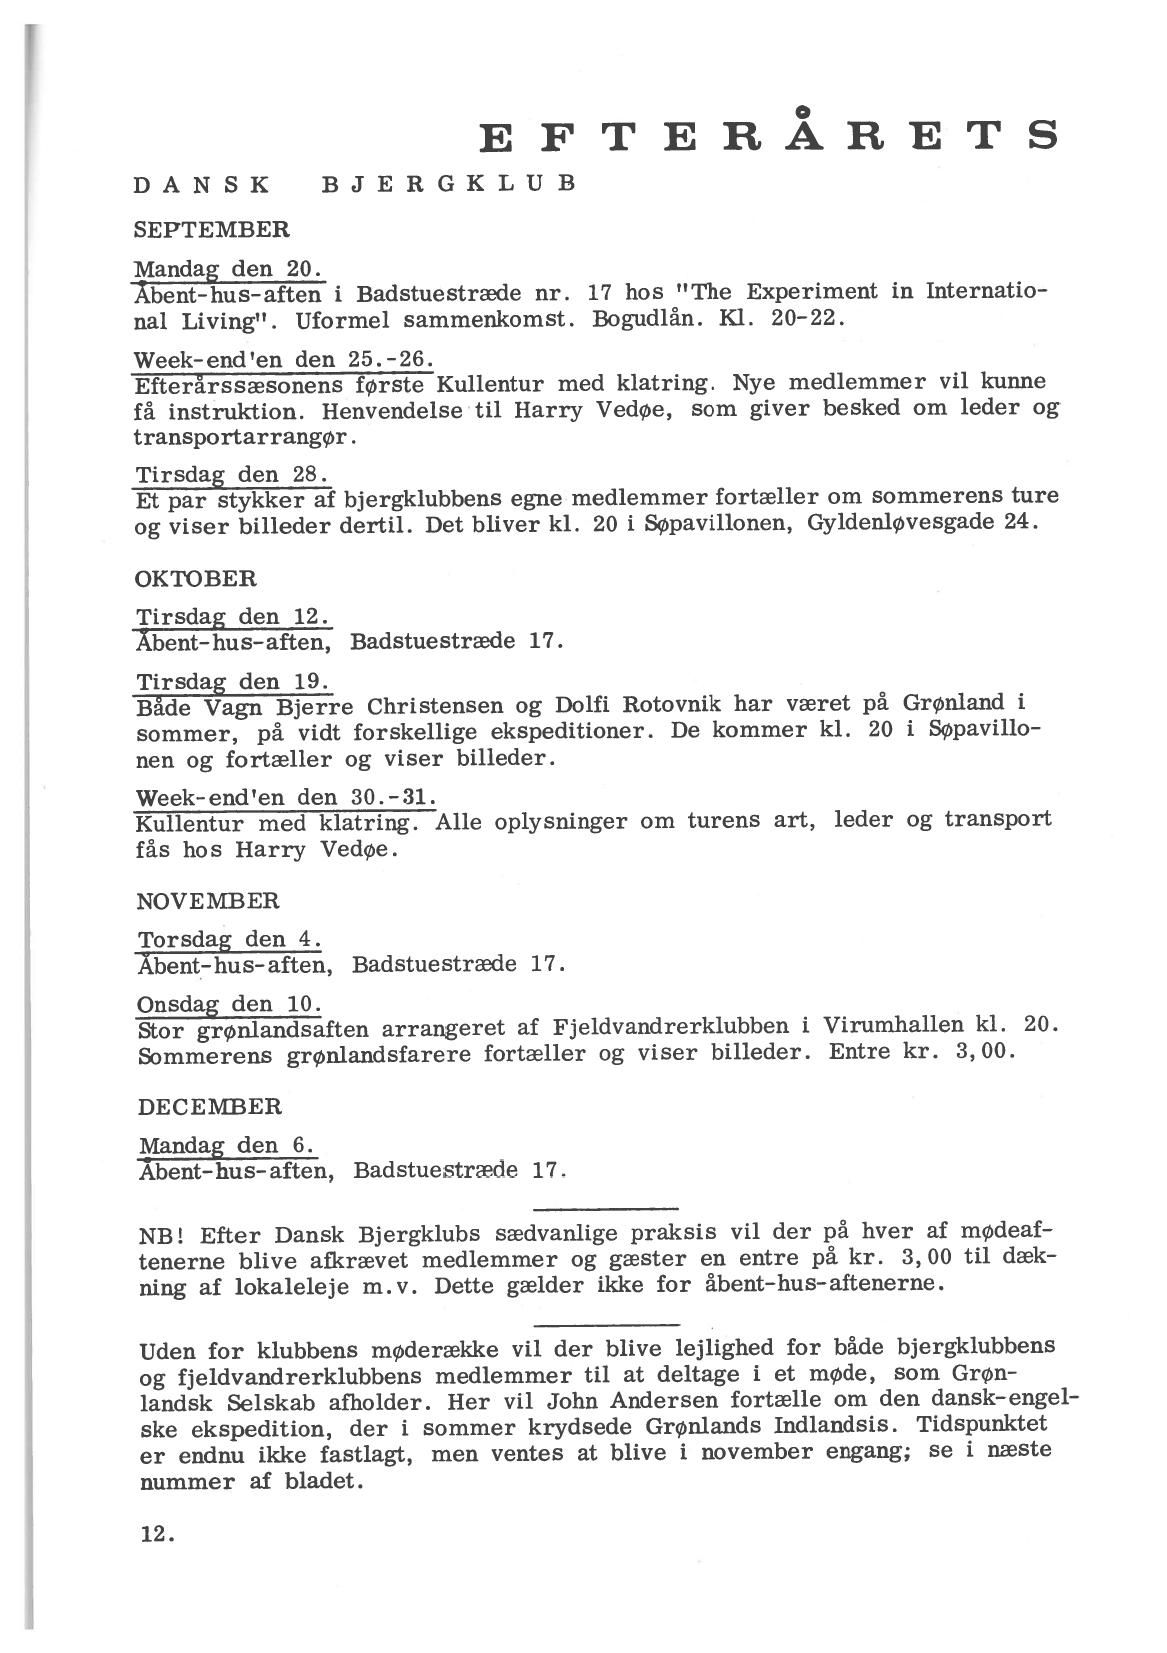 EFTERÅRETS
DANSK BJERGKLUB
SEPTEMBER
Mandag den 20.
Åbent-hus-aften i Badstuestræde nr. 17 hos "The Experiment in Internatio-
nal Living". Uformel sammenkomst. Bogudlån. Kl. 20-22.
Week-end'en den 25.-26.
Efterårssæsonens første Kullentur med klatring. Nye medlemmer vil kunne
få instruktion. Henvendelse til Harry Vedøe, som giver besked om leder og
transportarrangør.
Tirsdag den 28.
Et par stykker af bjergklubbens egne medlemmer fortæller om sommerens ture
og viser billeder dertil. Det bliver kl. 20 i Søpavillonen, Gyldenløvesgade 24.
OKTOBER
Tirsdag den 12.
Åbent-hus-aften, Badstuestræde 17.
Tirsdag den 19.
Både Vagn Bjerre Christensen og Dolfi Rotovnik har været på Grønland i
sommer, på vidt forskellige ekspeditioner. De kommer kl. 20 i Søpavillo-
nen og fortæller og viser billeder.
Week-end'en den 30.-31.
Kullentur med klatring. Alle oplysninger om turens art, leder og transport
fås hos Harry Vedøe.
NOVEMBER
Torsdag den 4.
Åbent-hus-aften, Badstuestræde 17.
Onsdag den 10.
Stor grønlandsaften arrangeret af Fjeldvandrerklubben i Virumhallen kl. 20.
Sommerens grønlandsfarere fortæller og viser billeder. Entre kr. 3,00.
DECEMBER
Mandag den 6.
Åbent-hus-aften, Badstuestræde 17.
NB! Efter Dansk Bjergklubs sædvanlige praksis vil der på hver af mødeaf-
tenerne blive afkrævet medlemmer og gæster en entre på kr. 3,00 til dæk-
ning af lokaleleje m.v. Dette gælder ikke for åbent-hus-aftenerne.
Uden for klubbens møderække vil der blive lejlighed for både bjergklubbens
og fjeldvandrerklubbens medlemmer til at deltage i et møde, som Grøn-
landsk Selskab afholder. Her vil John Andersen fortælle om den dansk-engel-
ske ekspedition, der i sommer krydsede Grønlands Indlandsis. Tidspunktet
er endnu ikke fastlagt, men ventes at blive i november engang; se i næste
nummer af bladet.
12.